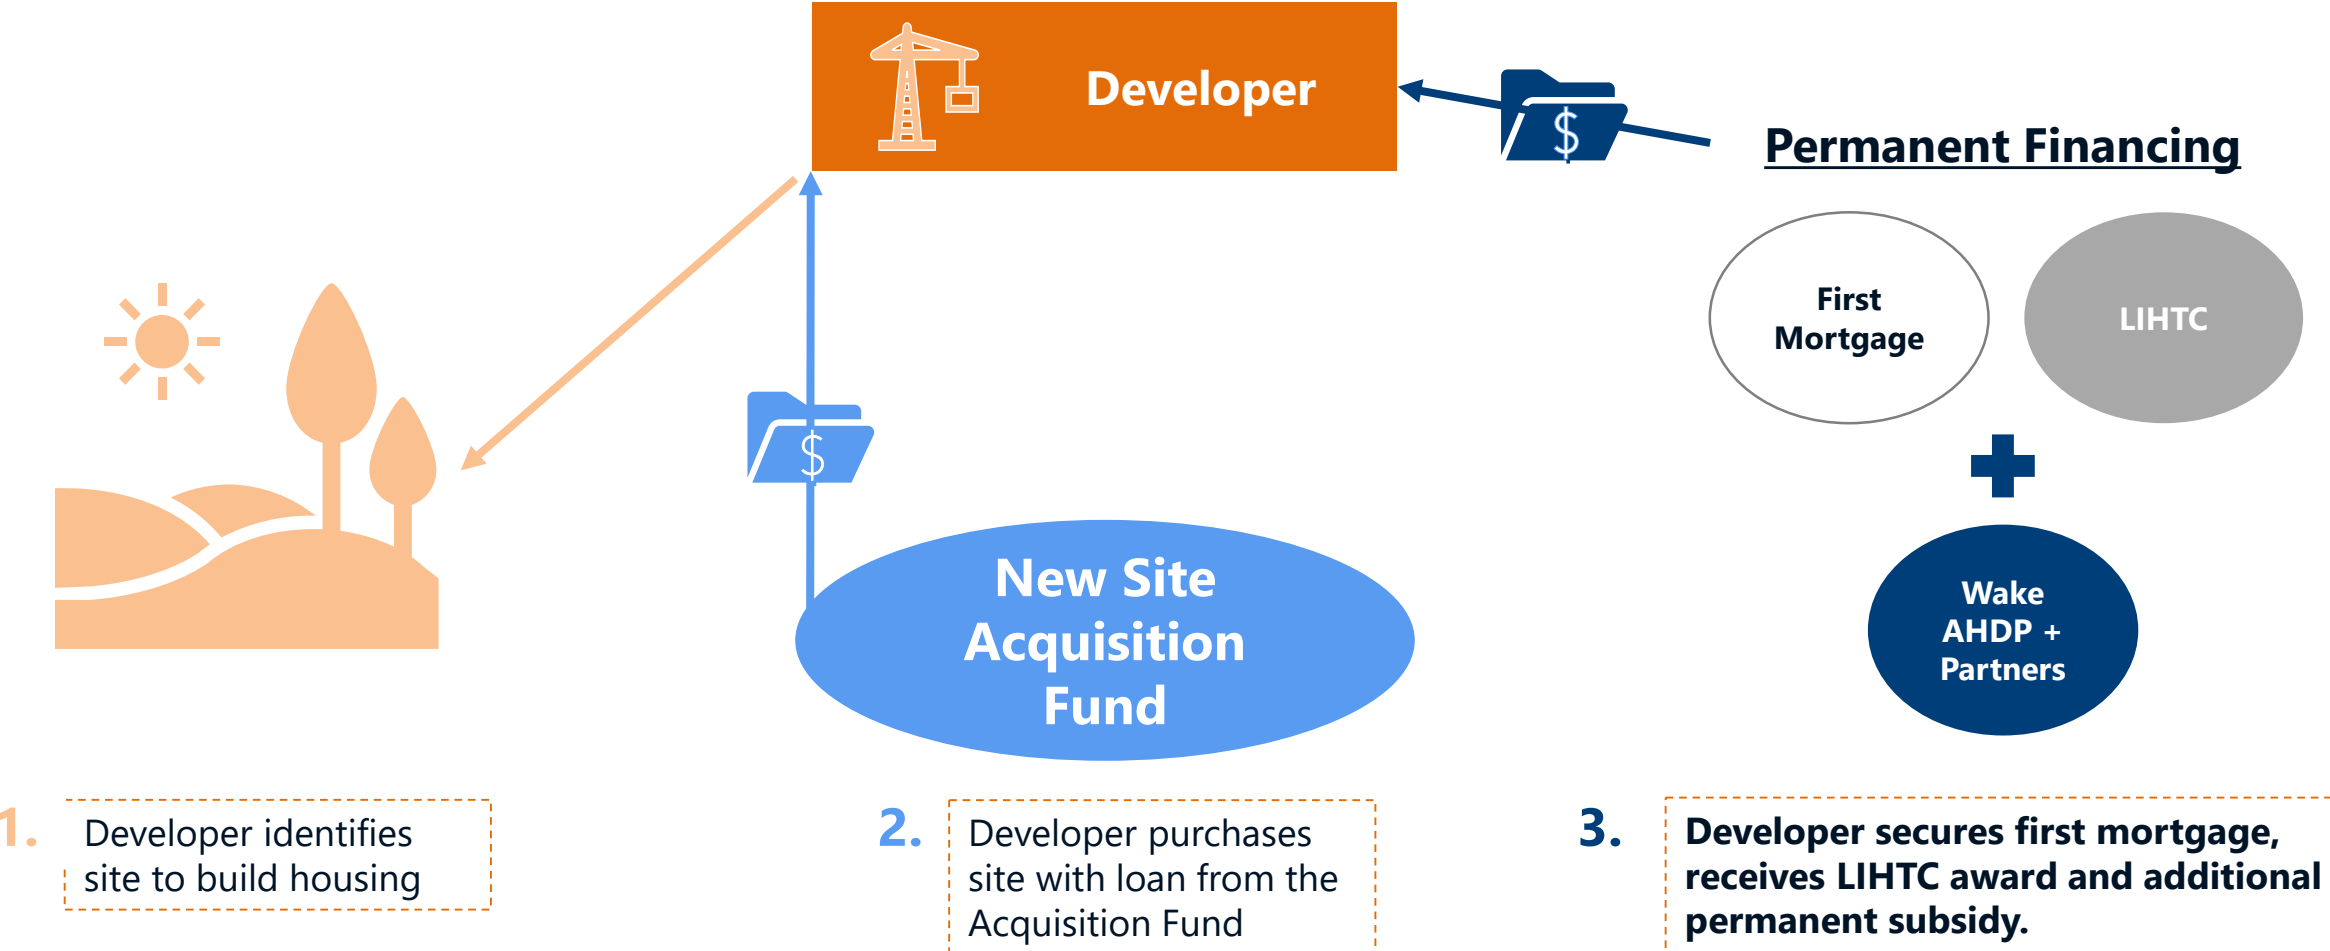 Developer
$
Permanent Financing
First
Mortgage
LIHTC
$
New Site
Acquisition
Fund
Wake
AHDP +
Partners
1.
Developer identifies
site to build housing
2.
Developer purchases
site with loan from the
Acquisition Fund
3.
Developer secures first mortgage,
receives LIHTC award and additional
permanent subsidy.